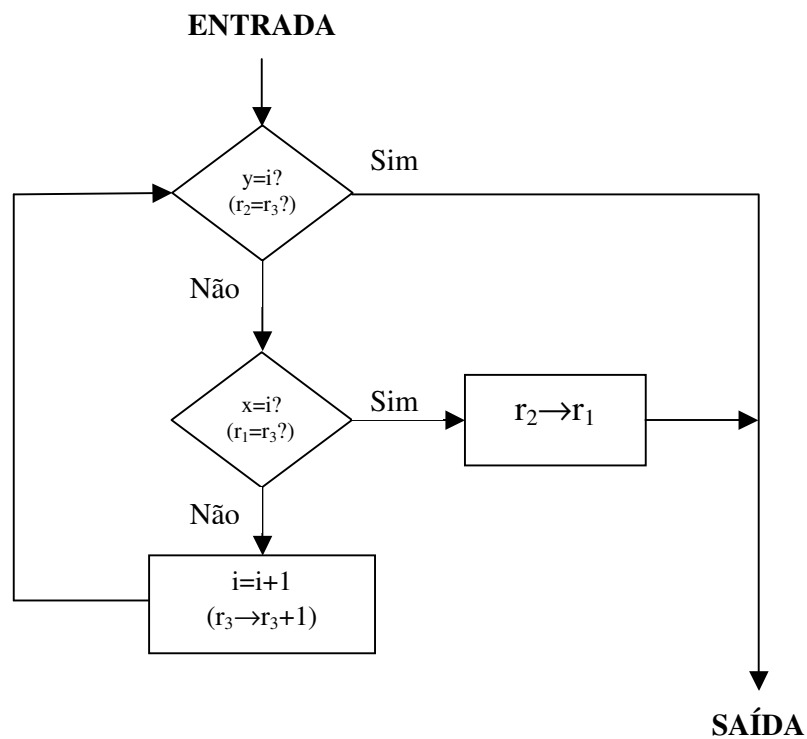 ENTRADA
y=i?
(r₂=r₃?)
Sim
Não
x=i?
(r₁=r₃?)
Sim
r₂→r₁
Não
i=i+1
(r₃→r₃+1)
SAÍDA